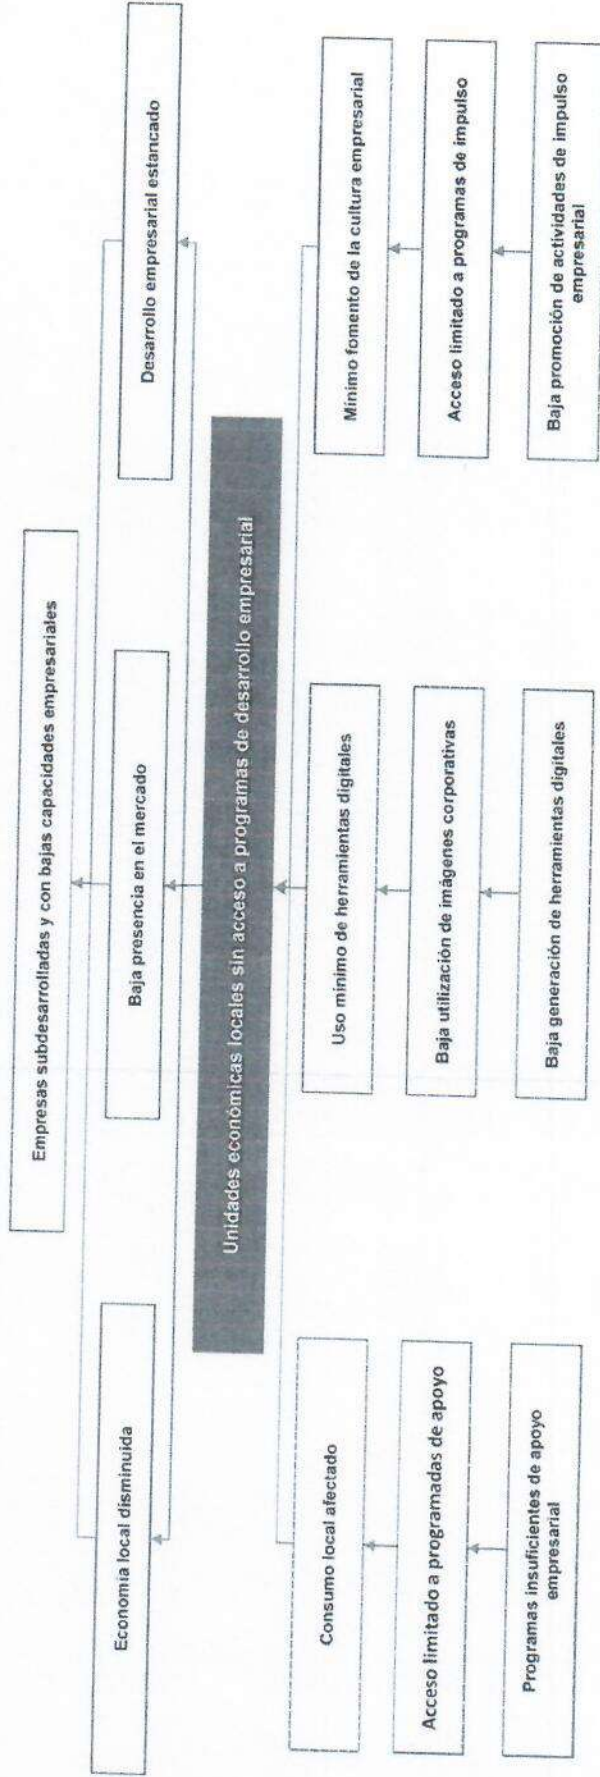 Empresas subdesarrolladas y con bajas capacidades empresariales
Economía local disminuida
Baja presencia en el mercado
Desarrollo empresarial estancado
Unidades económicas locales sin acceso a programas de desarrollo empresarial
Consumo local afectado
Uso mínimo de herramientas digitales
Mínimo fomento de la cultura empresarial
Acceso limitado a programadas de apoyo
Baja utilización de imágenes corporativas
Acceso limitado a programas de impulso
Programas insuficientes de apoyo
empresarial
Baja generación de herramientas digitales
Baja promoción de actividades de impulso
empresarial